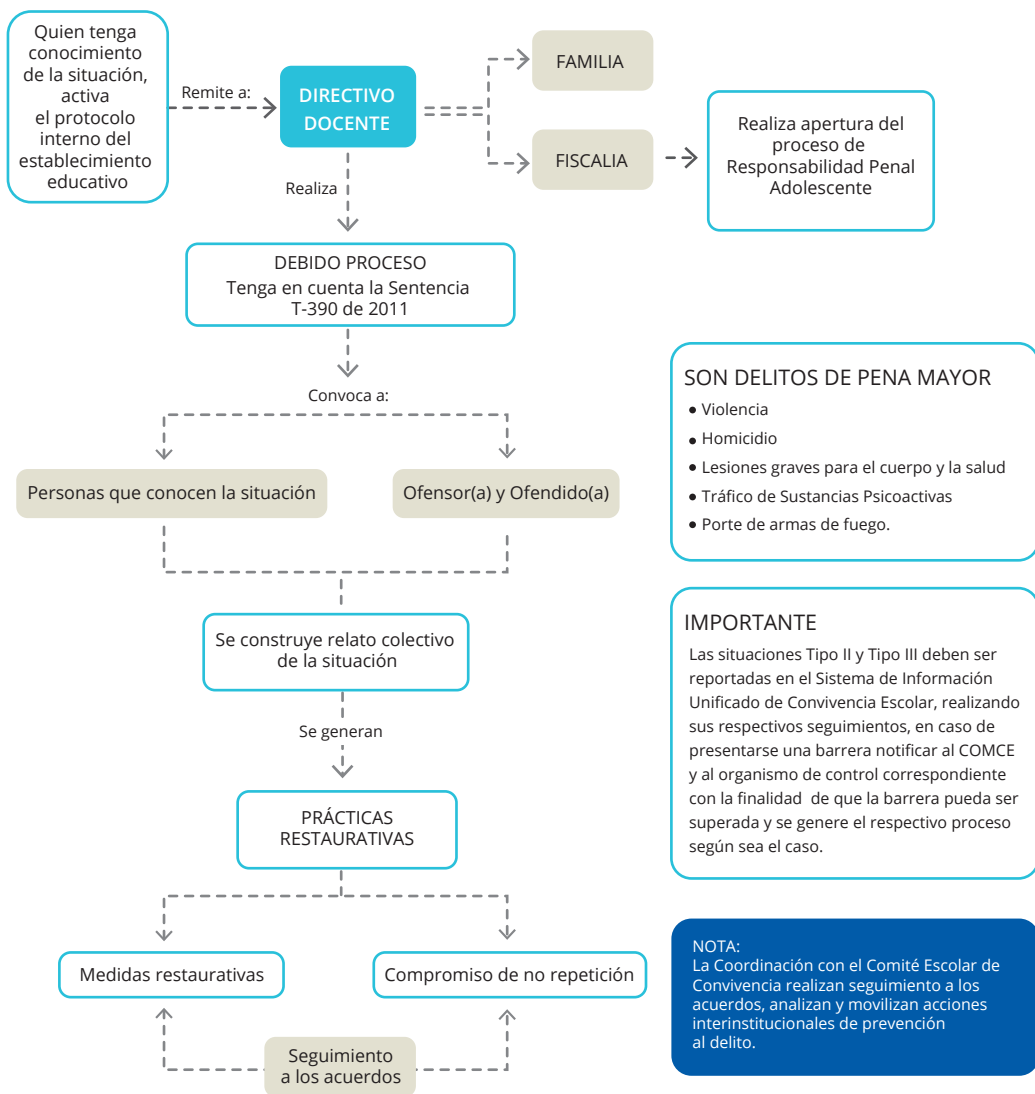 Quien tenga
conocimiento
de la situación,
activa
el protocolo
interno del
establecimiento
educativo
Remite a:
DIRECTIVO
DOCENTE
FAMILIA
FISCALIA
Realiza apertura del
proceso de
Responsabilidad Penal
Adolescente
Realiza
DEBIDO PROCESO
Tenga en cuenta la Sentencia
T-390 de 2011
Convoca a:
Personas que conocen la situación
Ofensor(a) y Ofendido(a)
Se construye relato colectivo
de la situación
Se generan
PRÁCTICAS
RESTAURATIVAS
Medidas restaurativas
Compromiso de no repetición
Seguimiento
a los acuerdos
SON DELITOS DE PENA MAYOR
• Violencia
• Homicidio
• Lesiones graves para el cuerpo y la salud
• Tráfico de Sustancias Psicoactivas
• Porte de armas de fuego.
IMPORTANTE
Las situaciones Tipo II y Tipo III deben ser
reportadas en el Sistema de Información
Unificado de Convivencia Escolar, realizando
sus respectivos seguimientos, en caso de
presentarse una barrera notificar al COMCE
y al organismo de control correspondiente
con la finalidad de que la barrera pueda ser
superada y se genere el respectivo proceso
según sea el caso.
NOTA:
La Coordinación con el Comité Escolar de
Convivencia realizan seguimiento a los
acuerdos, analizan y movilizan acciones
interinstitucionales de prevención
al delito.